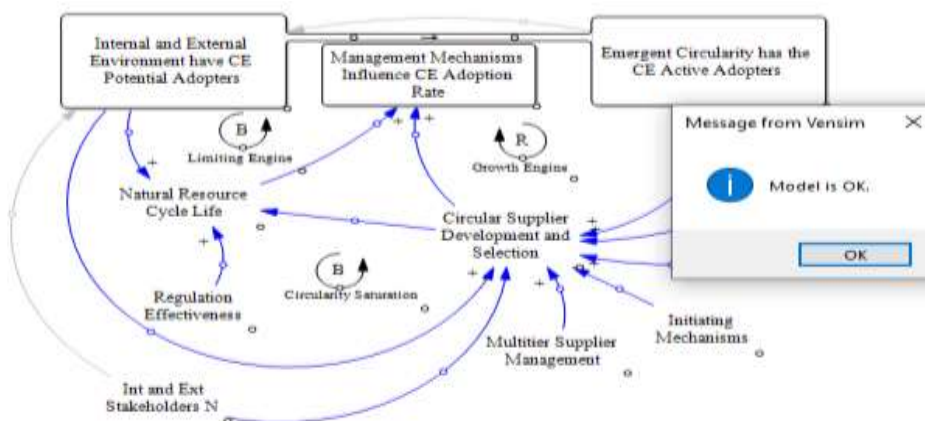 Internal and External
Environment have CE
Potential Adopters
Management Mechanisms
Influence CE Adoption
Rate
Emergent Circularity has the
CE Active Adopters
Message from Vensim
Model is OK.
OK
B
Limiting Engine
R
Growth Engine
Natural Resource
Cycle Life
Circular Supplier
Development and
Selection
B
Circularity Saturation
Regulation
Effectiveness
Multitier Supplier
Management
Initiating
Mechanisms
Int and Ext
Stakeholders N